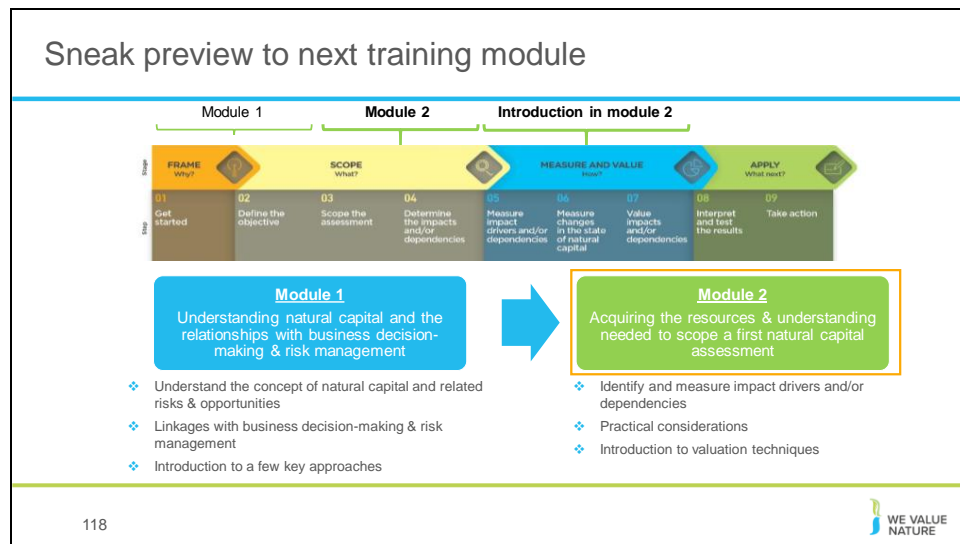 Sneak preview to next training module
Module 1
Module 2
Introduction in module 2
Stage
FRAME
Why?
SCOPE
What?
MEASURE AND VALUE
How?
APPLY
What next?
Step
01
Get
started
02
Define the
objective
03
Scope the
assessment
04
Determine
the impacts
and/or
dependencies
05
Measure
impact
drivers and/or
dependencies
06
Measure
changes
in the state
of natural
capital
07
Value
impacts
and/or
dependencies
08
Interpret
and test
the results
09
Take action
Module 1
Understanding natural capital and the
relationships with business decision-
making & risk management
Module 2
Acquiring the resources & understanding
needed to scope a first natural capital
assessment
❖ Understand the concept of natural capital and related
risks & opportunities
❖ Linkages with business decision-making & risk
management
❖ Introduction to a few key approaches
❖ Identify and measure impact drivers and/or
dependencies
❖ Practical considerations
❖ Introduction to valuation techniques
118
WE VALUE
NATURE